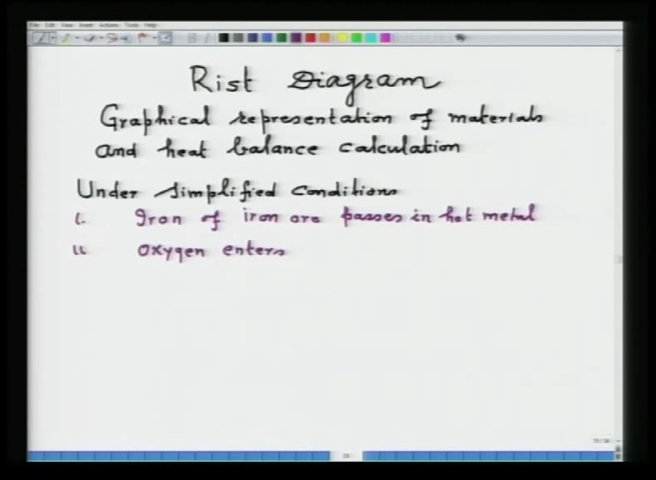 Rist Diagram
Graphical representation of materials
and heat balance calculation
Under simplified conditions
i. Iron of iron ore passes in hot metal
ii Oxygen enters